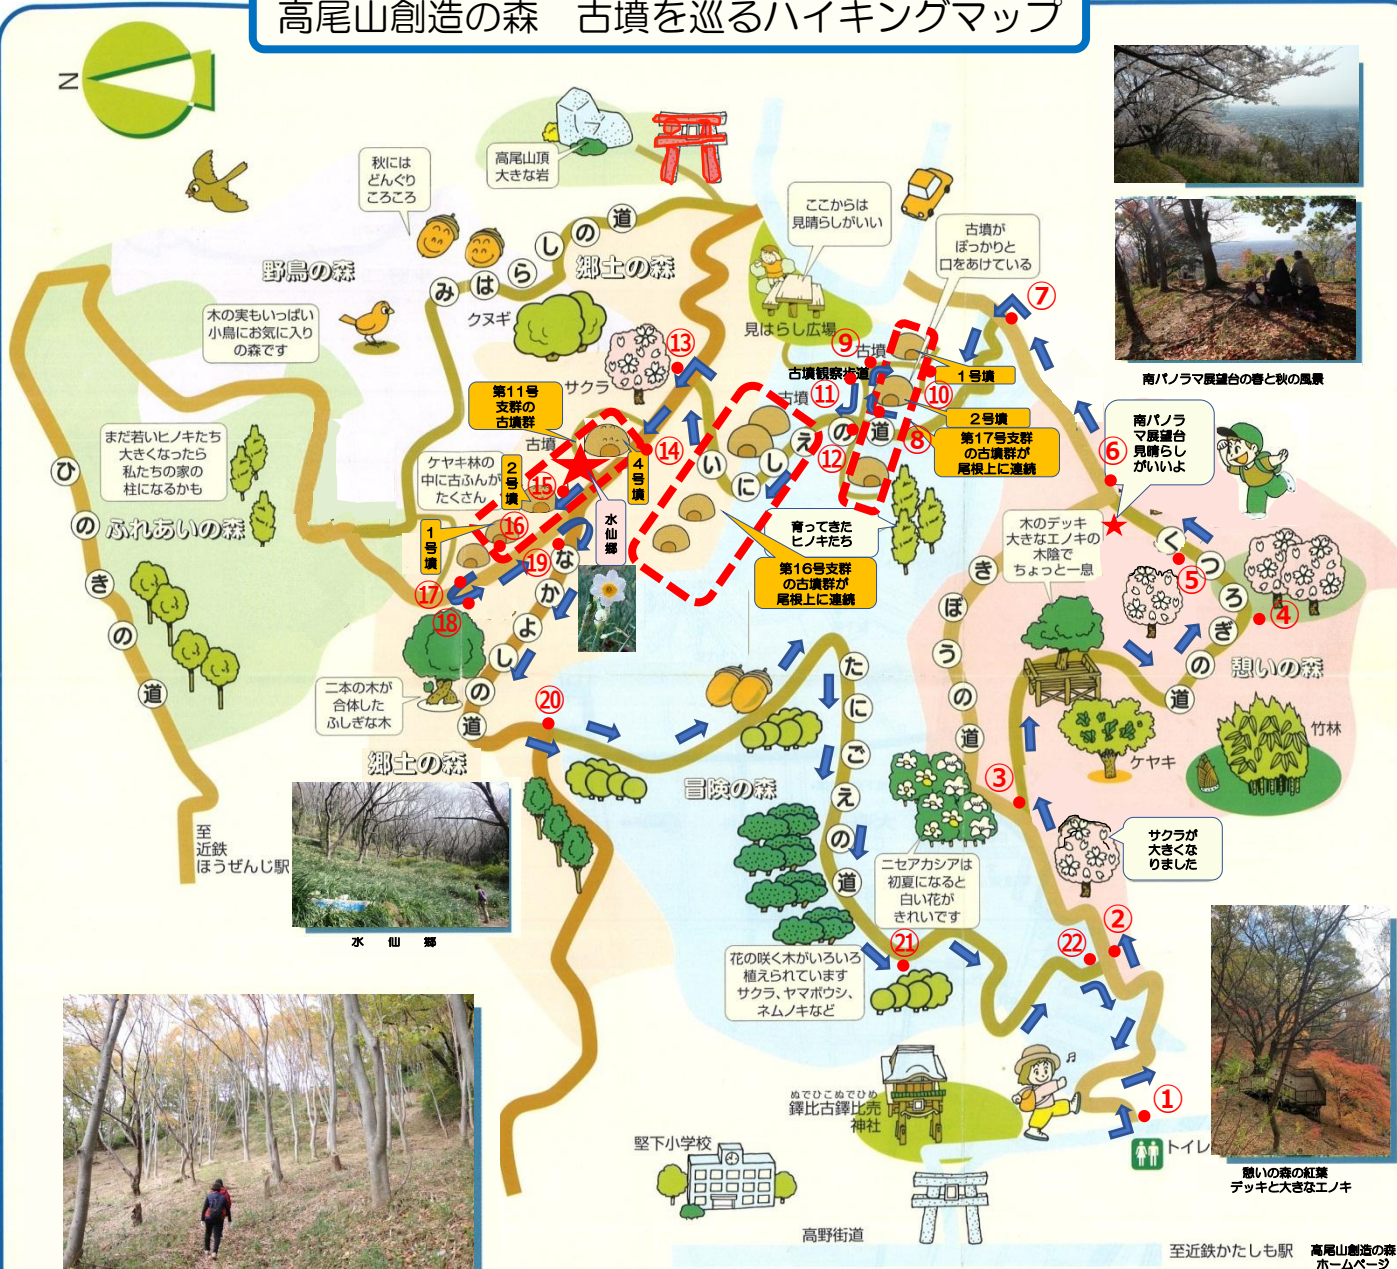 高尾山創造の森　古墳を巡るハイキングマップ
N
秋には
どんぐり
ころころ
高尾山頂
大きな岩
ここからは
見晴らしがいい
古墳が
ぽっかりと
口をあけている
南パノラマ展望台の春と秋の風景
みはらしの道
郷土の森
野鳥の森
クヌギ
木の実もいっぱい
小鳥にお気に入り
の森です
見はらし広場
サクラ
⑬
⑦
⑨
古墳
古墳観察歩道
1号墳
⑩
⑪
古墳
2号墳
⑧
第17号支群
の古墳群が
尾根上に連続
⑫
いにしえの道
第11号
支群の
古墳群
古墳
⑭
4号墳
ケヤキ林の
中に古ふんが
たくさん
2号墳
⑮
⑯
1号墳
水仙郷
⑲
⑰
⑱
まだ若いヒノキたち
大きくなったら
私たちの家の
柱になるかも
ふれあいの森
ひのきの道
育ってきた
ヒノキたち
第16号支群
の古墳群が
尾根上に連続
南パノラ
マ展望台
見晴らし
がいいよ
⑥
木のデッキ
大きなエノキの
木陰で
ちょっと一息
⑤
④
くつろぎの道
憩いの森
きぼうの道
竹林
ケヤキ
③
なかよしの道
二本の木が
合体した
ふしぎな木
⑳
郷土の森
冒険の森
たにごえの道
サクラが
大きくな
りました
ニセアカシアは
初夏になると
白い花が
きれいです
至
近鉄
ほうぜんじ駅
水仙郷
②
㉒
㉑
花の咲く木がいろいろ
植えられています
サクラ、ヤマボウシ、
ネムノキなど
ぬでひこぬでひめ
鐸比古鐸比売
神社
①
トイレ
堅下小学校
高野街道
憩いの森の紅葉
デッキと大きなエノキ
至近鉄かたしも駅
高尾山創造の森
ホームページ